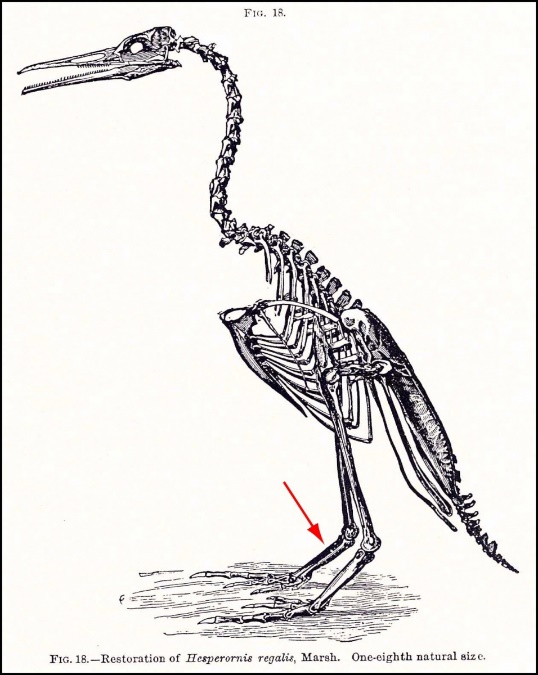 FIG. 18.
FIG. 18.—Restoration of Hesperornis regalis, Marsh. One-eighth natural size.